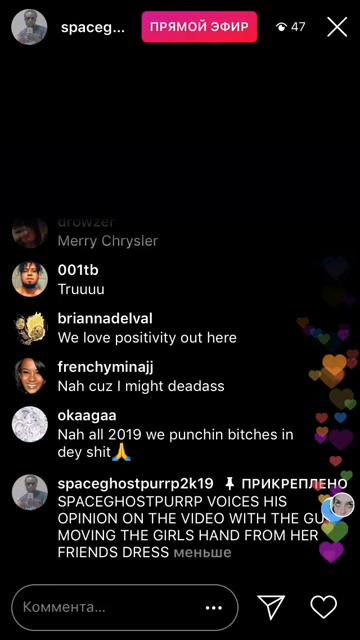 spaceg...
ПРЯМОЙ ЭФИР
47
drowzer
Merry Chrysler
001tb
Truuuu
briannadelval
We love positivity out here
frenchyminajj
Nah cuz I might deadass
okaagaa
Nah all 2019 we punchin bitches in
dey shit🙏
spaceghostpurrp2k19 ПРИКРЕПЛЕНО
SPACEGHOSTPURRP VOICES HIS
OPINION ON THE VIDEO WITH THE
MOVING THE GIRLS HAND FROM HER
FRIENDS DRESS меньше
Коммента...